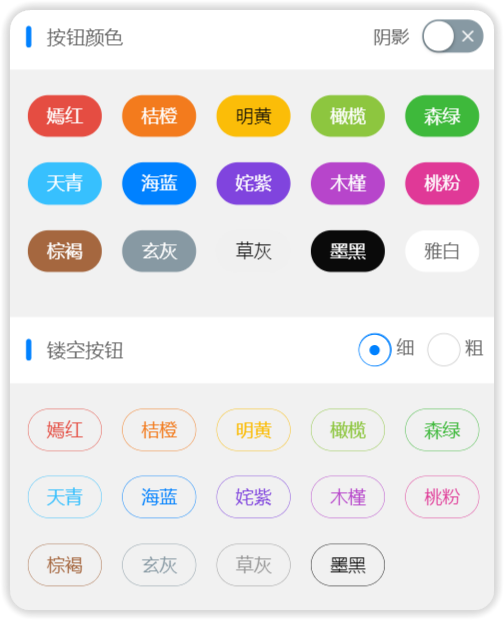 按钮颜色 阴影
嫣红 桔橙 明黄 橄榄 森绿
天青 海蓝 姹紫 木槿 桃粉
棕褐 玄灰 草灰 墨黑 雅白
镂空按钮 细 粗
嫣红 桔橙 明黄 橄榄 森绿
天青 海蓝 姹紫 木槿 桃粉
棕褐 玄灰 草灰 墨黑